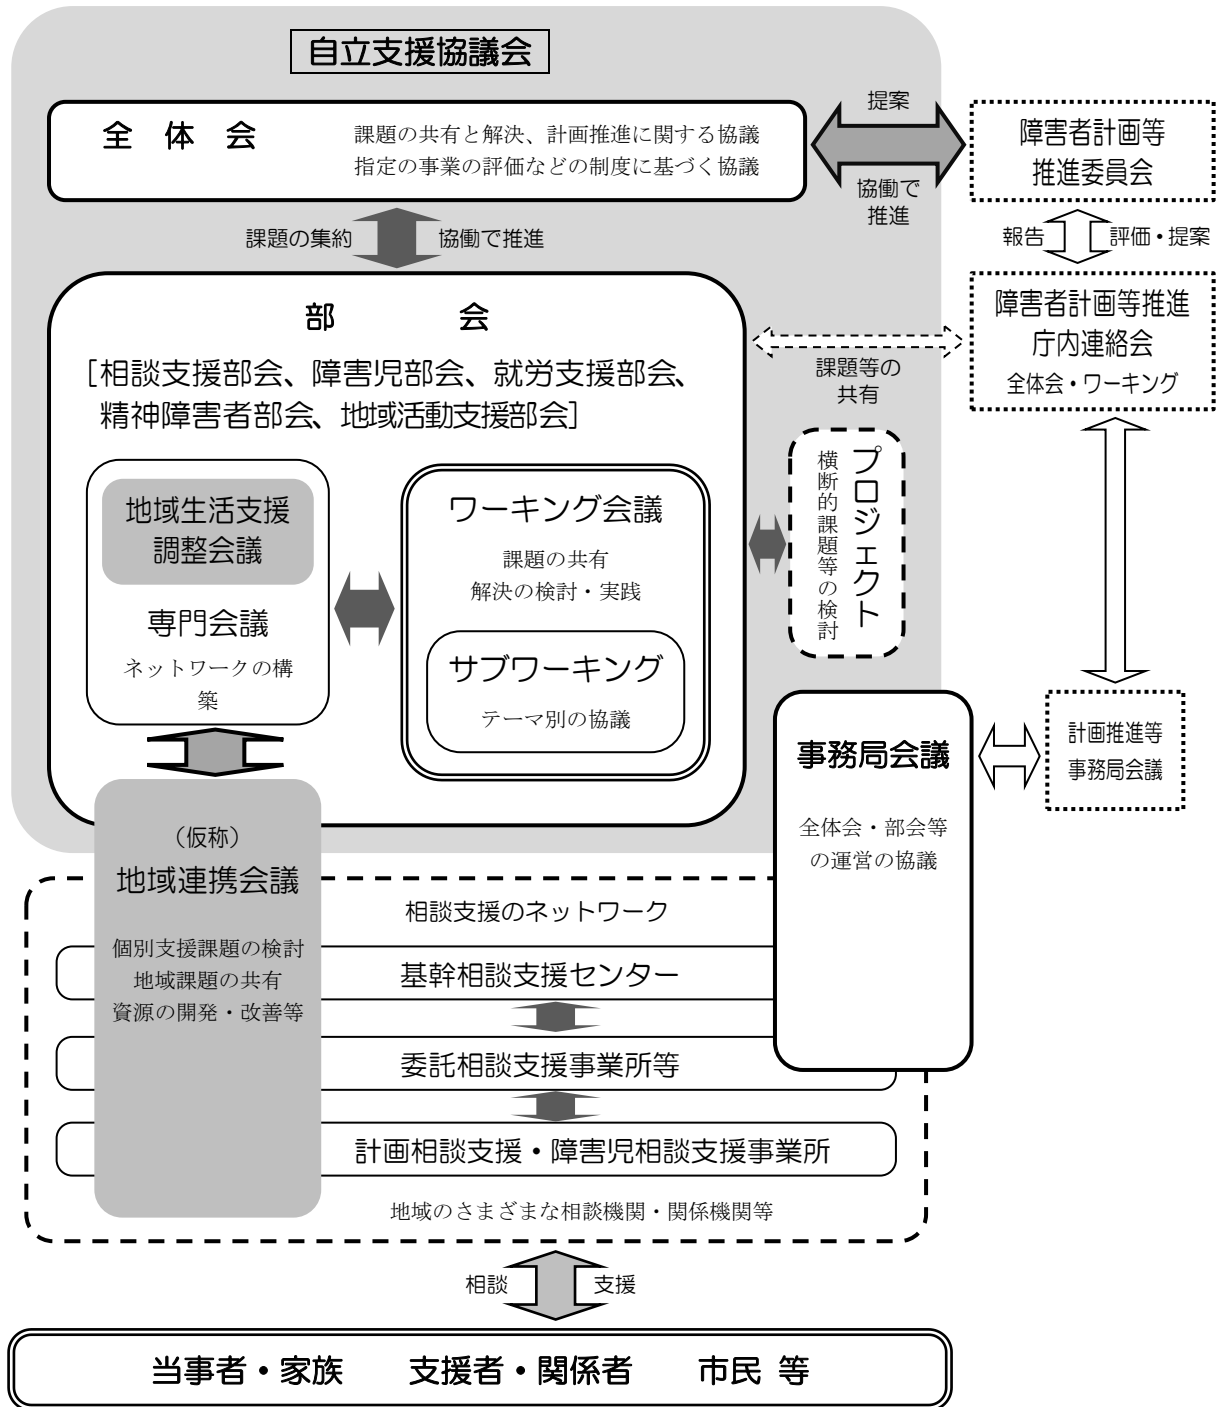 自立支援協議会
全 体 会
課題の共有と解決、計画推進に関する協議
指定の事業の評価などの制度に基づく協議
提案
協働で
推進
障害者計画等
推進委員会
課題の集約
協働で推進
報告
評価・提案
部 会
[相談支援部会、障害児部会、就労支援部会、
精神障害者部会、地域活動支援部会]
課題等の
共有
障害者計画等推進
庁内連絡会
全体会・ワーキング
地域生活支援
調整会議
専門会議
ネットワークの構
築
ワーキング会議
課題の共有
解決の検討・実践
サブワーキング
テーマ別の協議
プロジェクト
横断的課題等の検討
事務局会議
全体会・部会等
の運営の協議
計画推進等
事務局会議
（仮称）
地域連携会議
個別支援課題の検討
地域課題の共有
資源の開発・改善等
相談支援のネットワーク
基幹相談支援センター
委託相談支援事業所等
計画相談支援・障害児相談支援事業所
地域のさまざまな相談機関・関係機関等
相談
支援
当事者・家族 支援者・関係者 市民 等